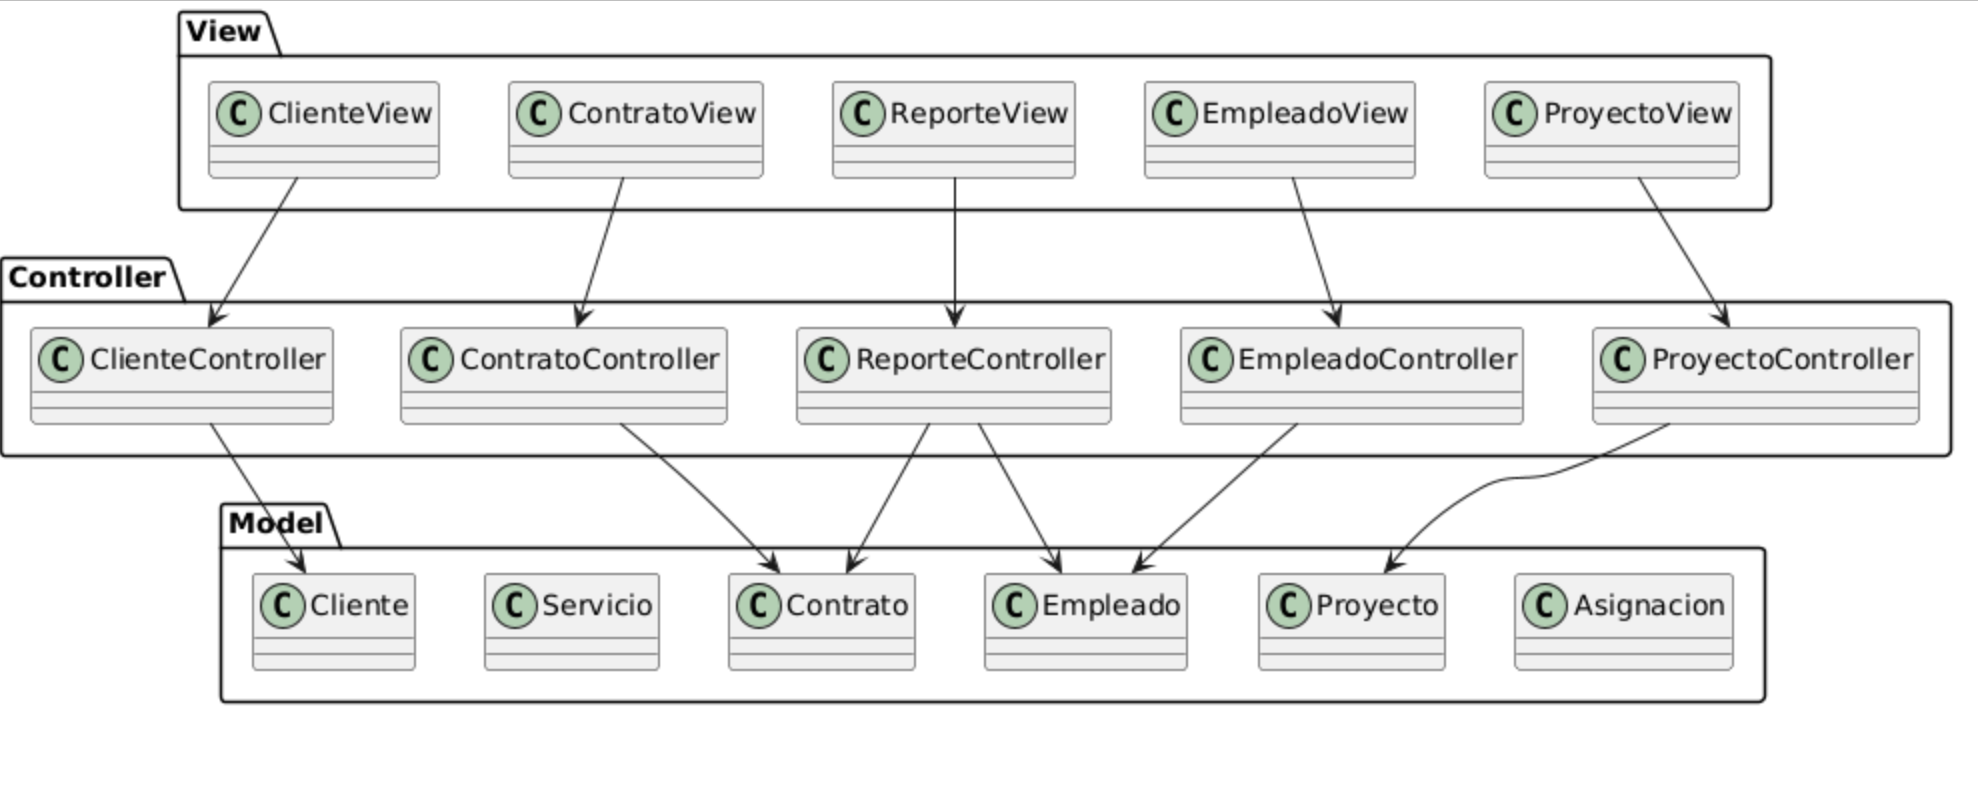 View
C ClienteView
C ContratoView
C ReporteView
C EmpleadoView
C ProyectoView
Controller
C ClienteController
C ContratoController
C ReporteController
C EmpleadoController
C ProyectoController
Model
C Cliente
C Servicio
C Contrato
C Empleado
C Proyecto
C Asignacion